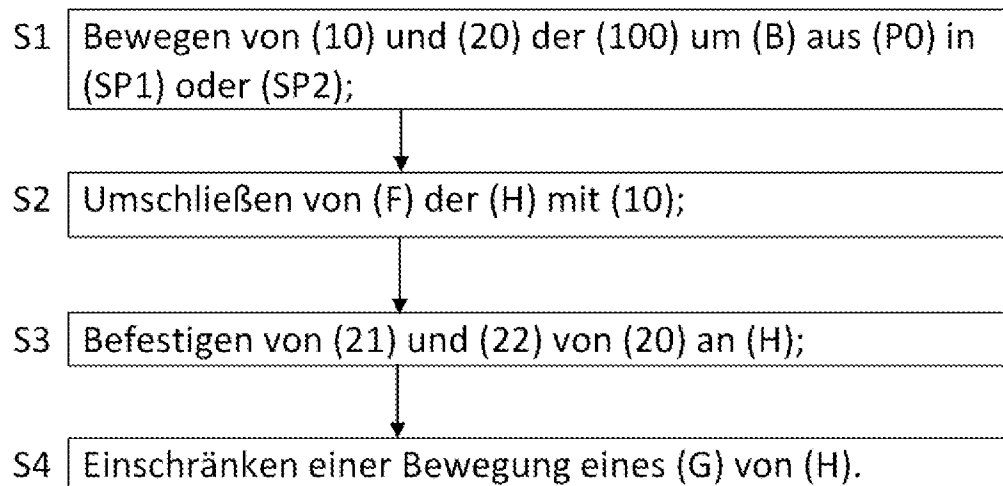 S1 Bewegen von (10) und (20) der (100) um (B) aus (P0) in
(SP1) oder (SP2);
S2 Umschließen von (F) der (H) mit (10);
S3 Befestigen von (21) und (22) von (20) an (H);
S4 Einschränken einer Bewegung eines (G) von (H).